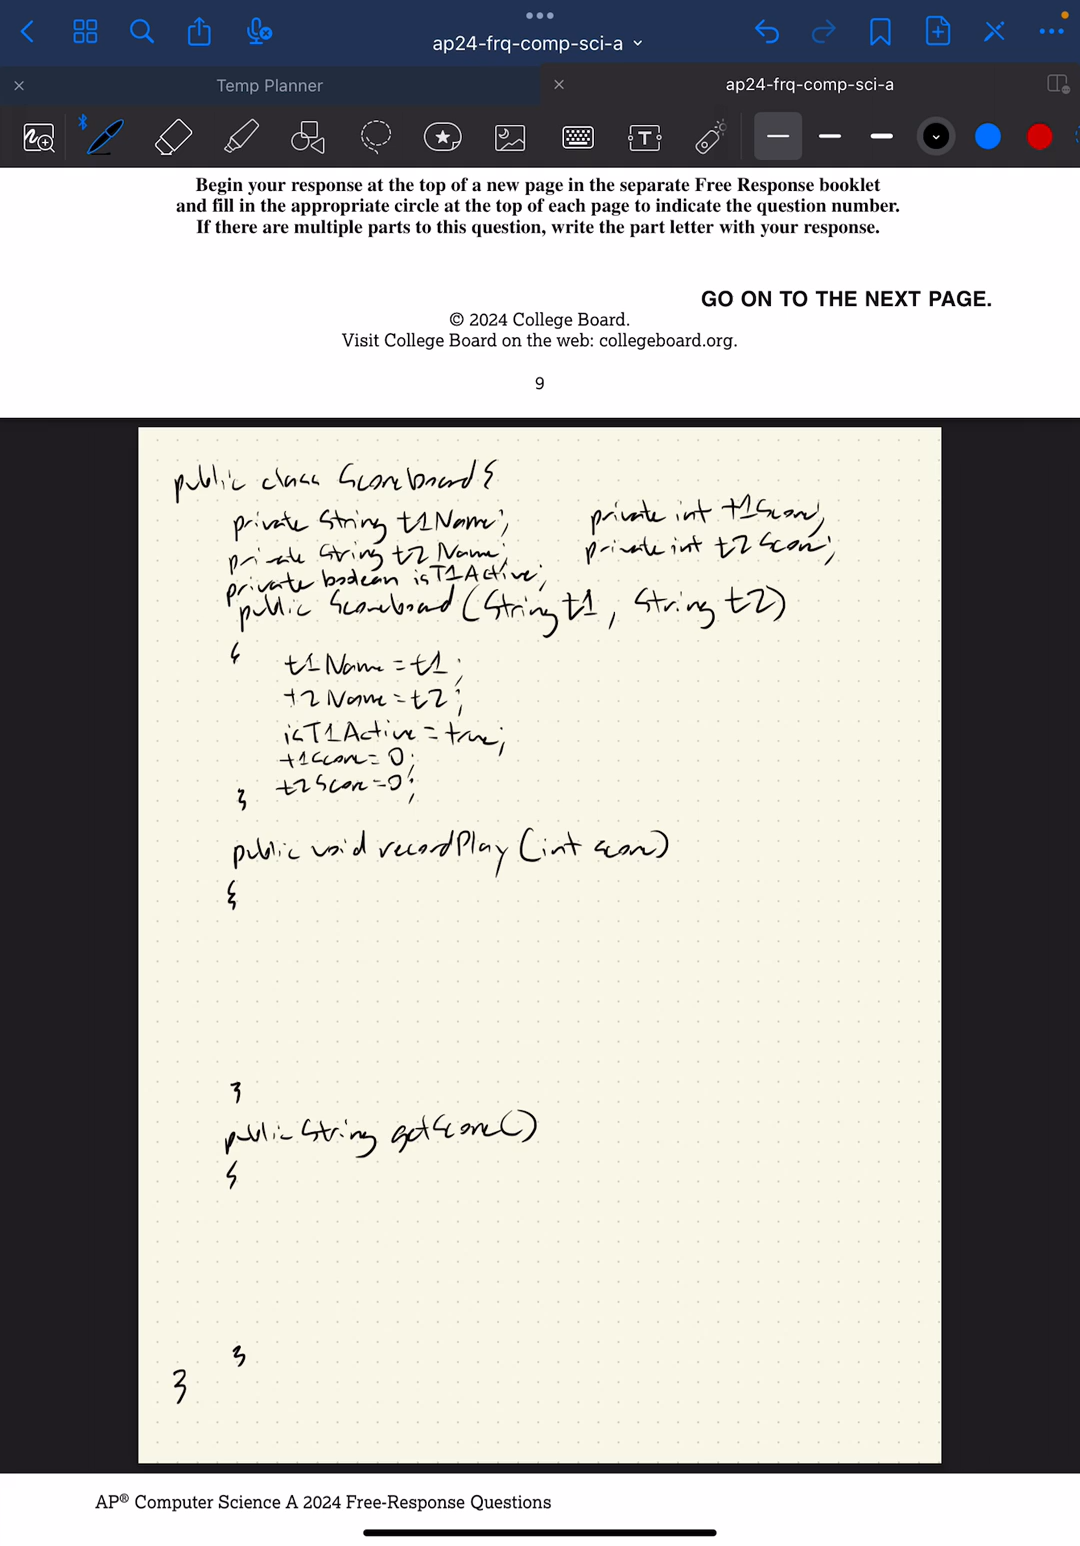 ap24-frq-comp-sci-a
Temp Planner
ap24-frq-comp-sci-a
T
Begin your response at the top of a new page in the separate Free Response booklet
and fill in the appropriate circle at the top of each page to indicate the question number.
If there are multiple parts to this question, write the part letter with your response.
GO ON TO THE NEXT PAGE.
© 2024 College Board.
Visit College Board on the web: collegeboard.org.
9
public class Scoreboard {
private String t1Name;
private int t1Score;
private String t2Name;
private int t2Score;
private boolean isT1Active;
public Scoreboard (String t1, String t2)
{
t1Name = t1;
t2Name = t2;
isT1Active = true;
t1Score = 0;
t2Score = 0;
}
public void recordPlay (int score)
{
}
public String getScore()
{
}
}
AP® Computer Science A 2024 Free-Response Questions